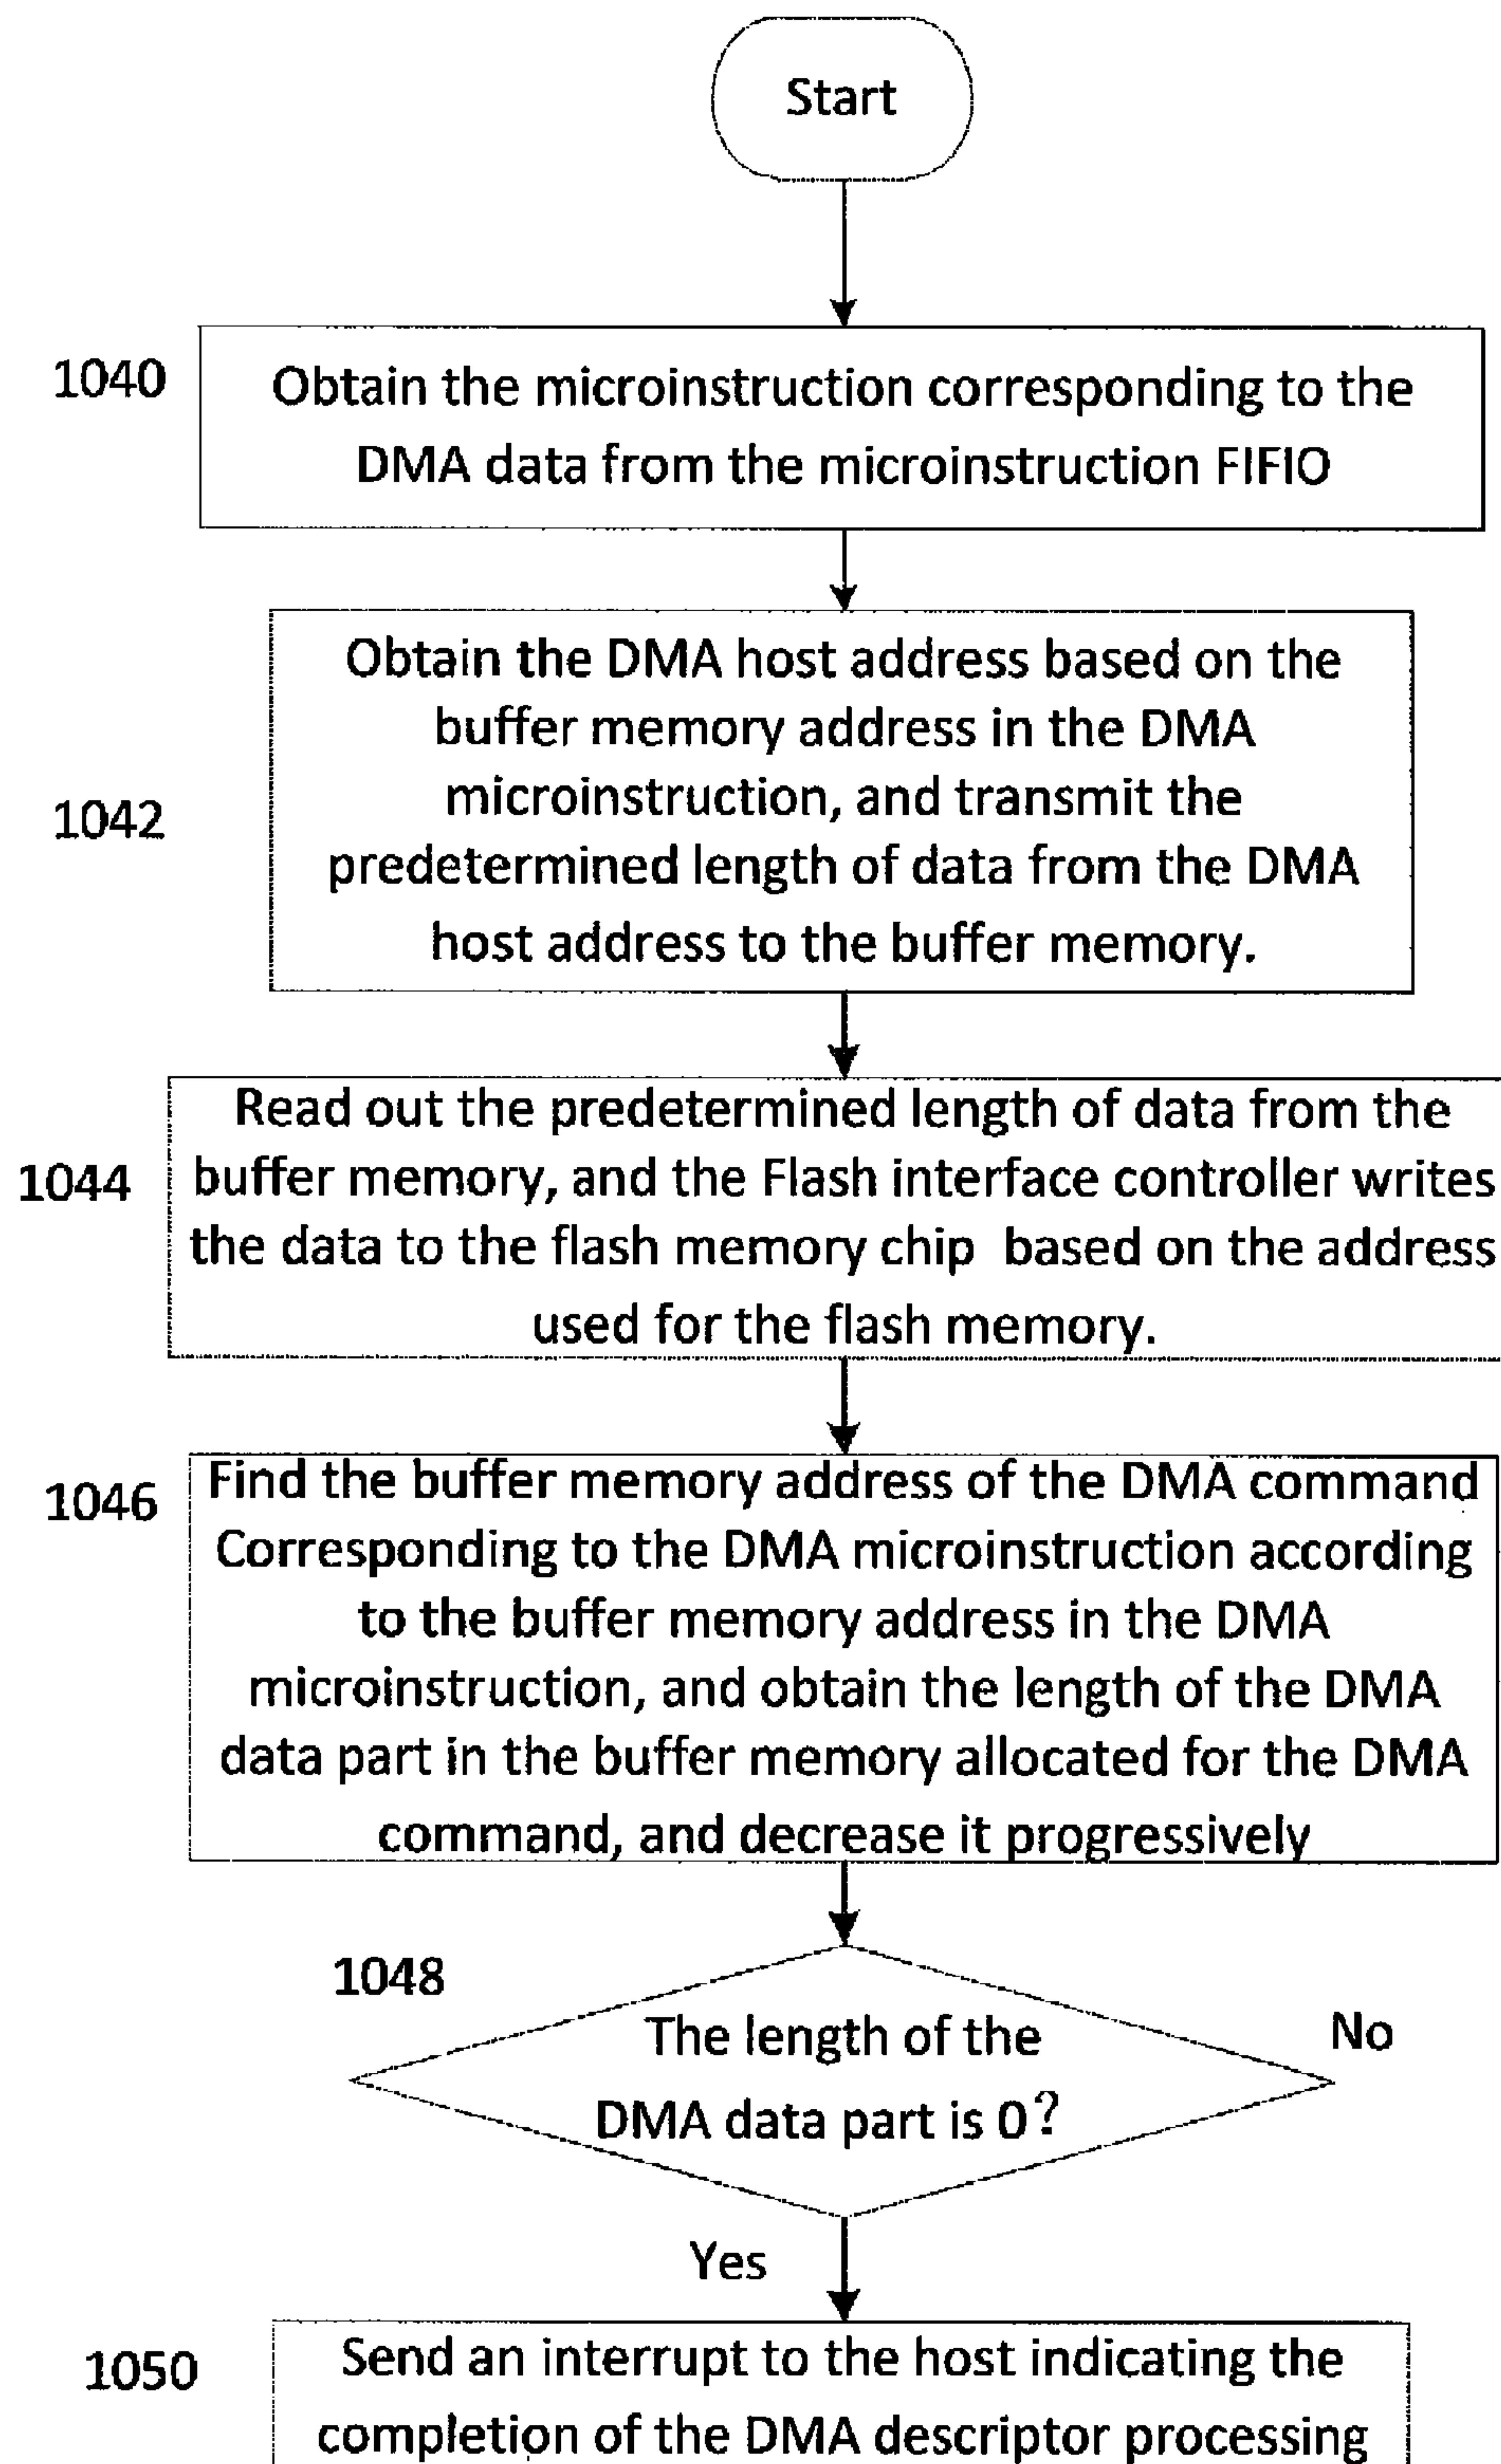 Start
1040
Obtain the microinstruction corresponding to the
DMA data from the microinstruction FIFIO
Obtain the DMA host address based on the
buffer memory address in the DMA
1042
microinstruction, and transmit the
predetermined length of data from the DMA
host address to the buffer memory.
Read out the predetermined length of data from the
1044
buffer memory, and the Flash interface controller writes
the data to the flash memory chip based on the address
used for the flash memory.
1046
Find the buffer memory address of the DMA command
Corresponding to the DMA microinstruction according
to the buffer memory address in the DMA
microinstruction, and obtain the length of the DMA
data part in the buffer memory allocated for the DMA
command, and decrease it progressively
1048
The length of the
DMA data part is 0?
No
Yes
1050
Send an interrupt to the host indicating the
completion of the DMA descriptor processing